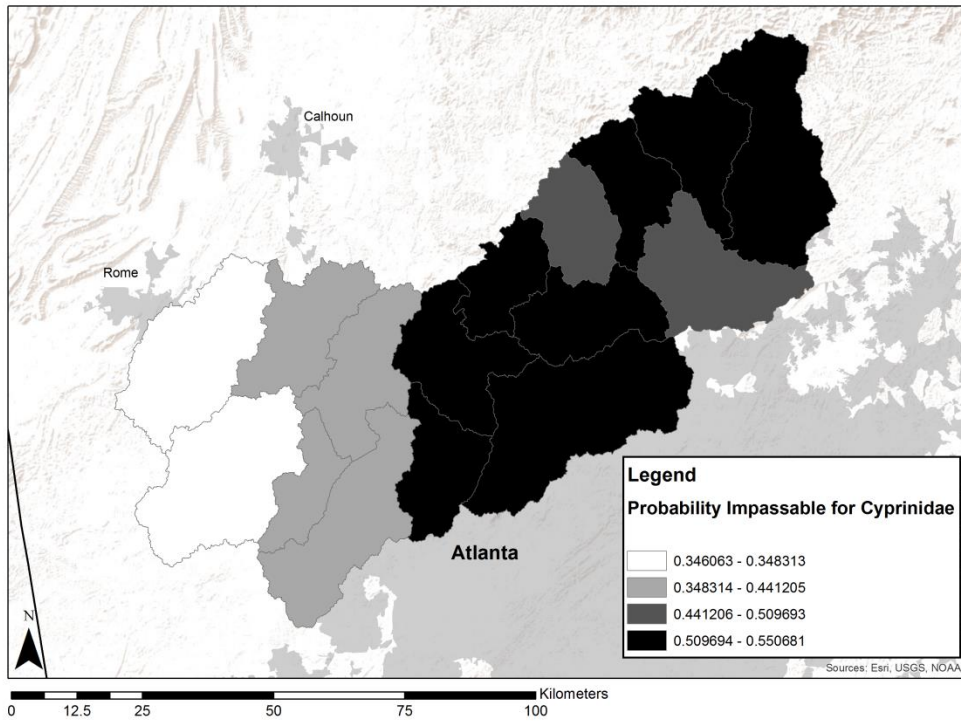 Calhoun
Rome
Atlanta
Legend
Probability Impassable for Cyprinidae
0.346063 - 0.348313
0.348314 - 0.441205
0.441206 - 0.509693
0.509694 - 0.550681
N
Sources: Esri, USGS, NOAA
Kilometers
0 12.5 25 50 75 100